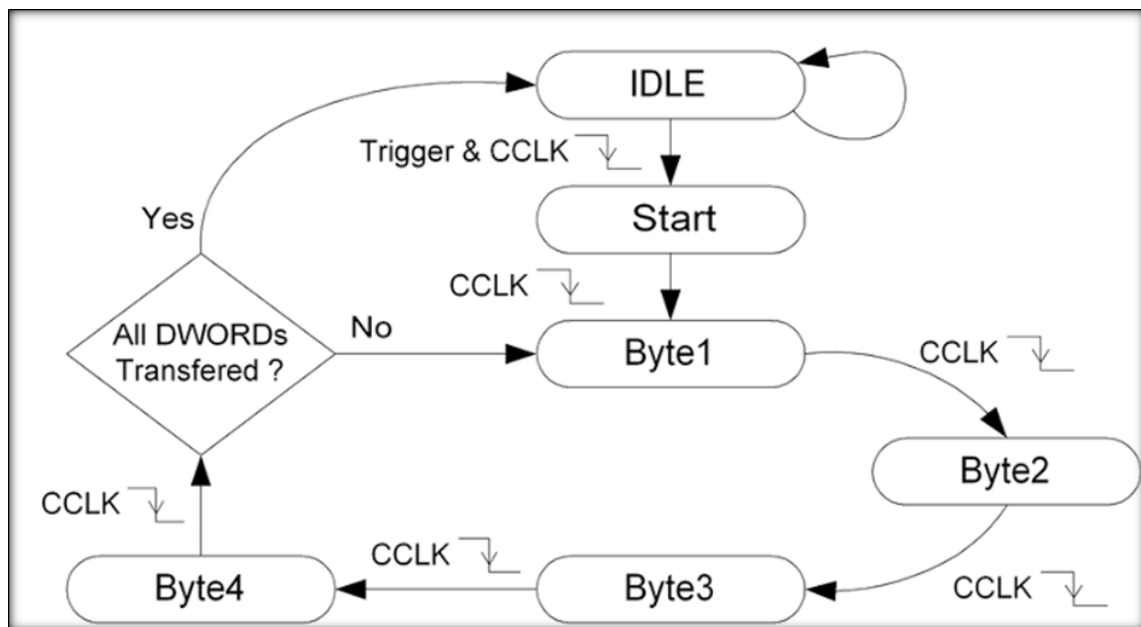 IDLE
Trigger & CCLK
Start
Yes
CCLK
All DWORDs
Transfered ?
No
Byte1
CCLK
Byte2
CCLK
Byte3
CCLK
Byte4
CCLK